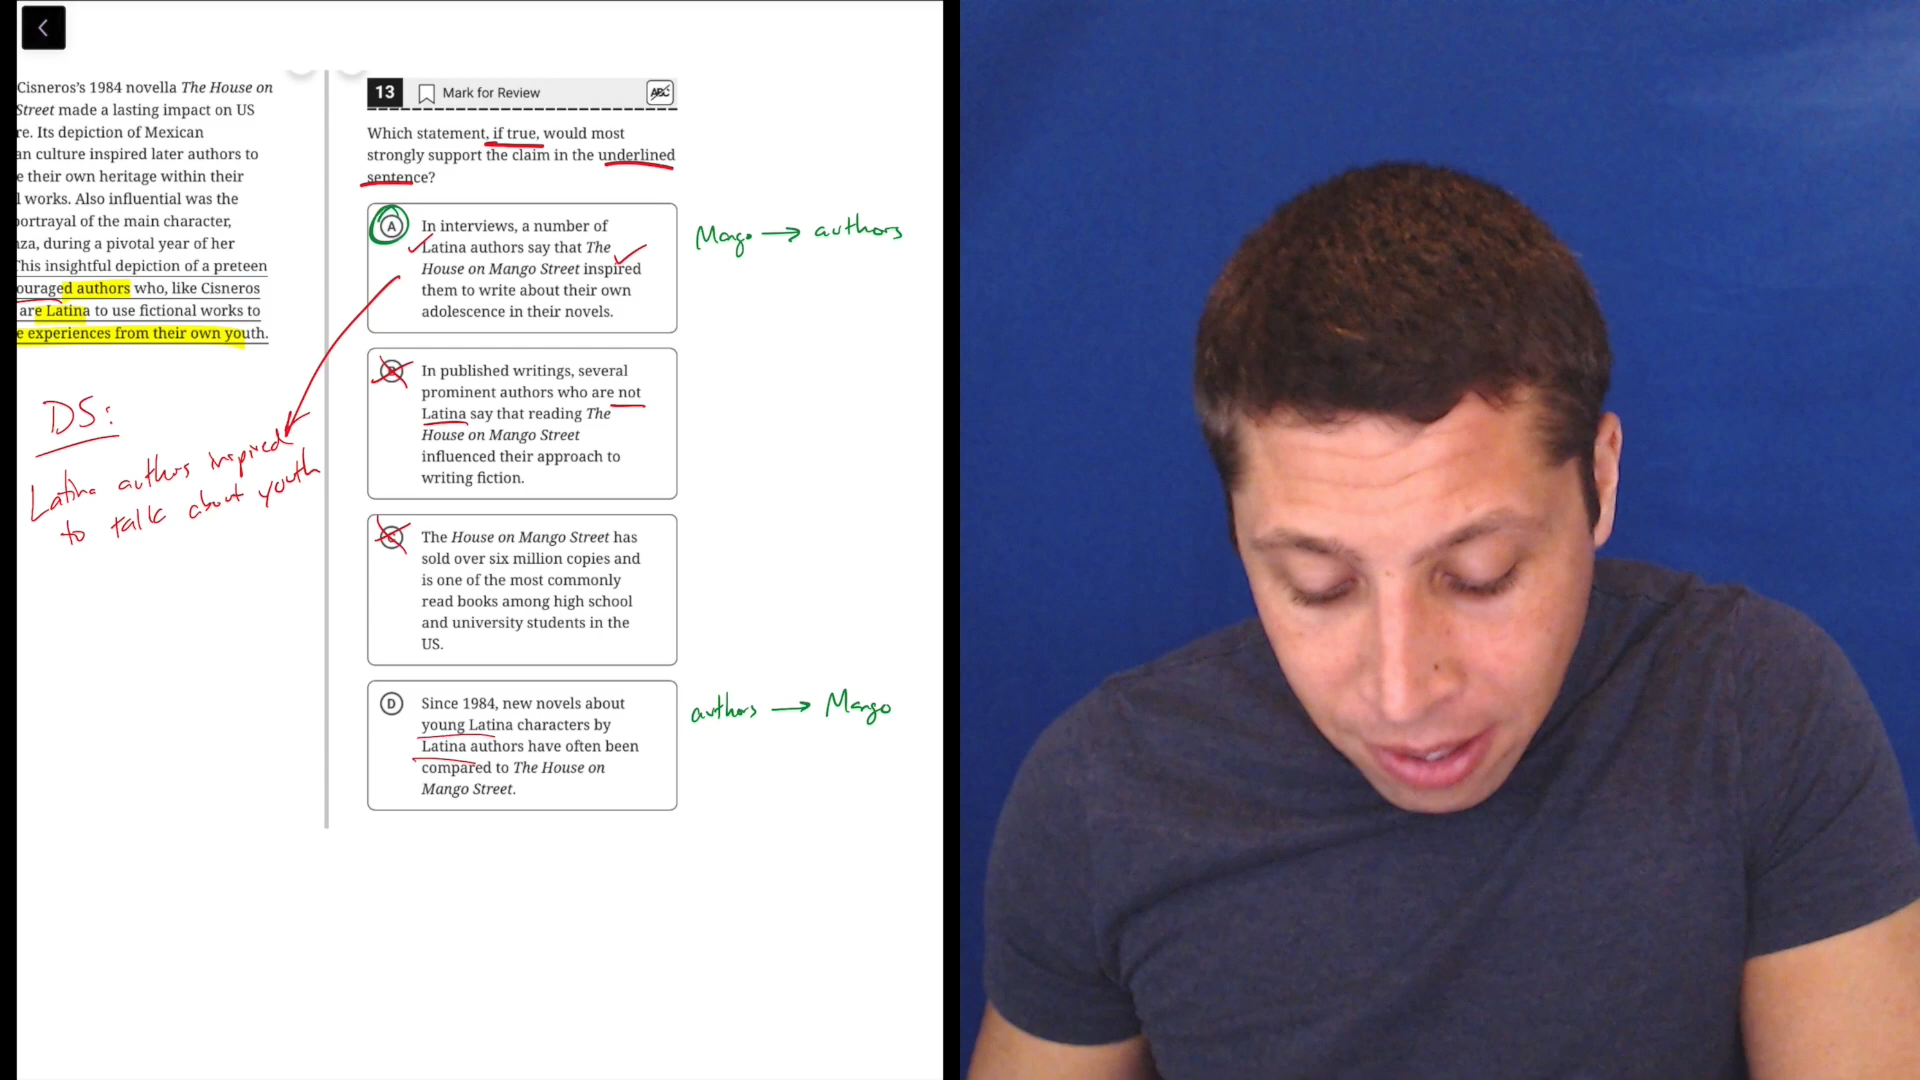 Cisneros’s 1984 novella The House on
Street made a lasting impact on US
re. Its depiction of Mexican
an culture inspired later authors to
e their own heritage within their
l works. Also influential was the
ortrayal of the main character,
nza, during a pivotal year of her
This insightful depiction of a preteen
ouraged authors who, like Cisneros
are Latina to use fictional works to
e experiences from their own youth.
DS:
Latina authors inspired
to talk about youth
13 Mark for Review ABC
Which statement, if true, would most
strongly support the claim in the underlined
sentence?
A In interviews, a number of
Latina authors say that The
House on Mango Street inspired
them to write about their own
adolescence in their novels.
Mango → authors
B In published writings, several
prominent authors who are not
Latina say that reading The
House on Mango Street
influenced their approach to
writing fiction.
C The House on Mango Street has
sold over six million copies and
is one of the most commonly
read books among high school
and university students in the
US.
D Since 1984, new novels about
young Latina characters by
Latina authors have often been
compared to The House on
Mango Street.
authors → Mango